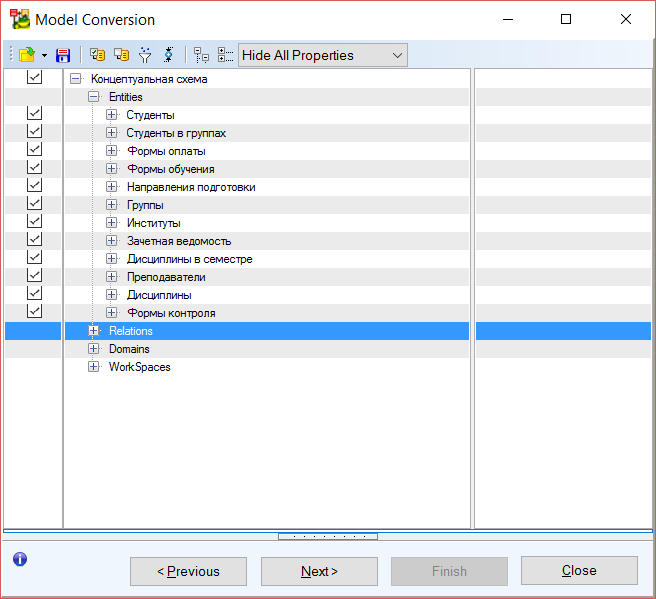 Model Conversion
Hide All Properties
Концептуальная схема
Entities
Студенты
Студенты в группах
Формы оплаты
Формы обучения
Направления подготовки
Группы
Институты
Зачетная ведомость
Дисциплины в семестре
Преподаватели
Дисциплины
Формы контроля
Relations
Domains
WorkSpaces
< Previous
Next >
Finish
Close